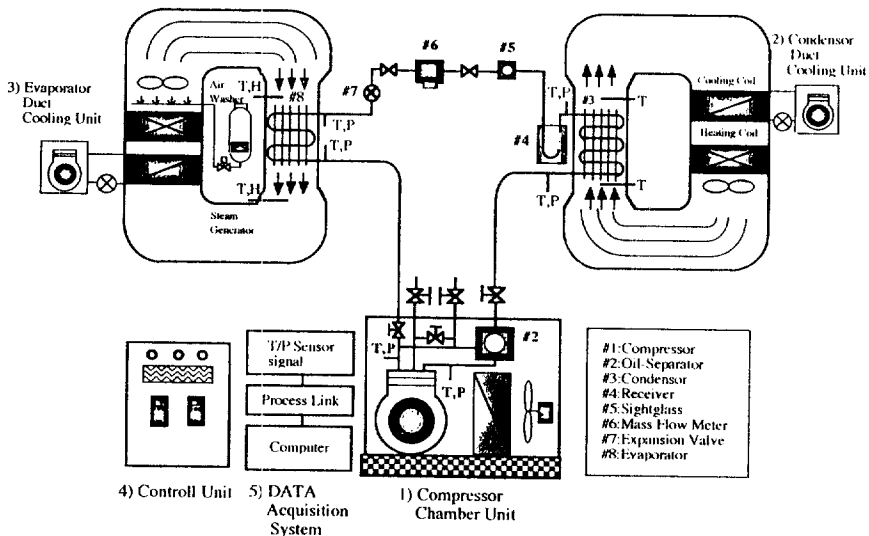 #6
#5
2) Condensor
Duct
Cooling Unit
3) Evaporator
Duct
Cooling Unit
Air
Washer
T,H
#8
#7
T,P
T,P
T,H
Steam
Generator
#4
T,P
#3
T
T
T,P
Cooling Coil
Heating Coil
#2
T,P
T,P
T/P Sensor
signal
Process Link
Computer
#1:Compressor
#2:Oil-Separator
#3:Condensor
#4:Receiver
#5:Sightglass
#6:Mass Flow Meter
#7:Expansion Valve
#8:Evaporator
4) Controll Unit
5) DATA
Acquisition
System
1) Compressor
Chamber Unit